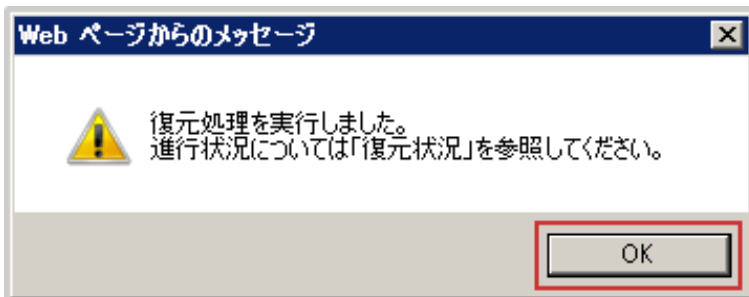 Web ページからのメッセージ
復元処理を実行しました。
進行状況については「復元状況」を参照してください。
OK